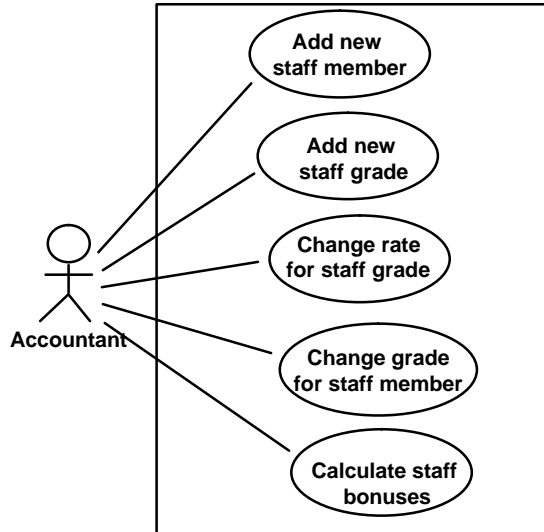 Add new
staff member
Add new
staff grade
Change rate
for staff grade
Accountant
Change grade
for staff member
Calculate staff
bonuses